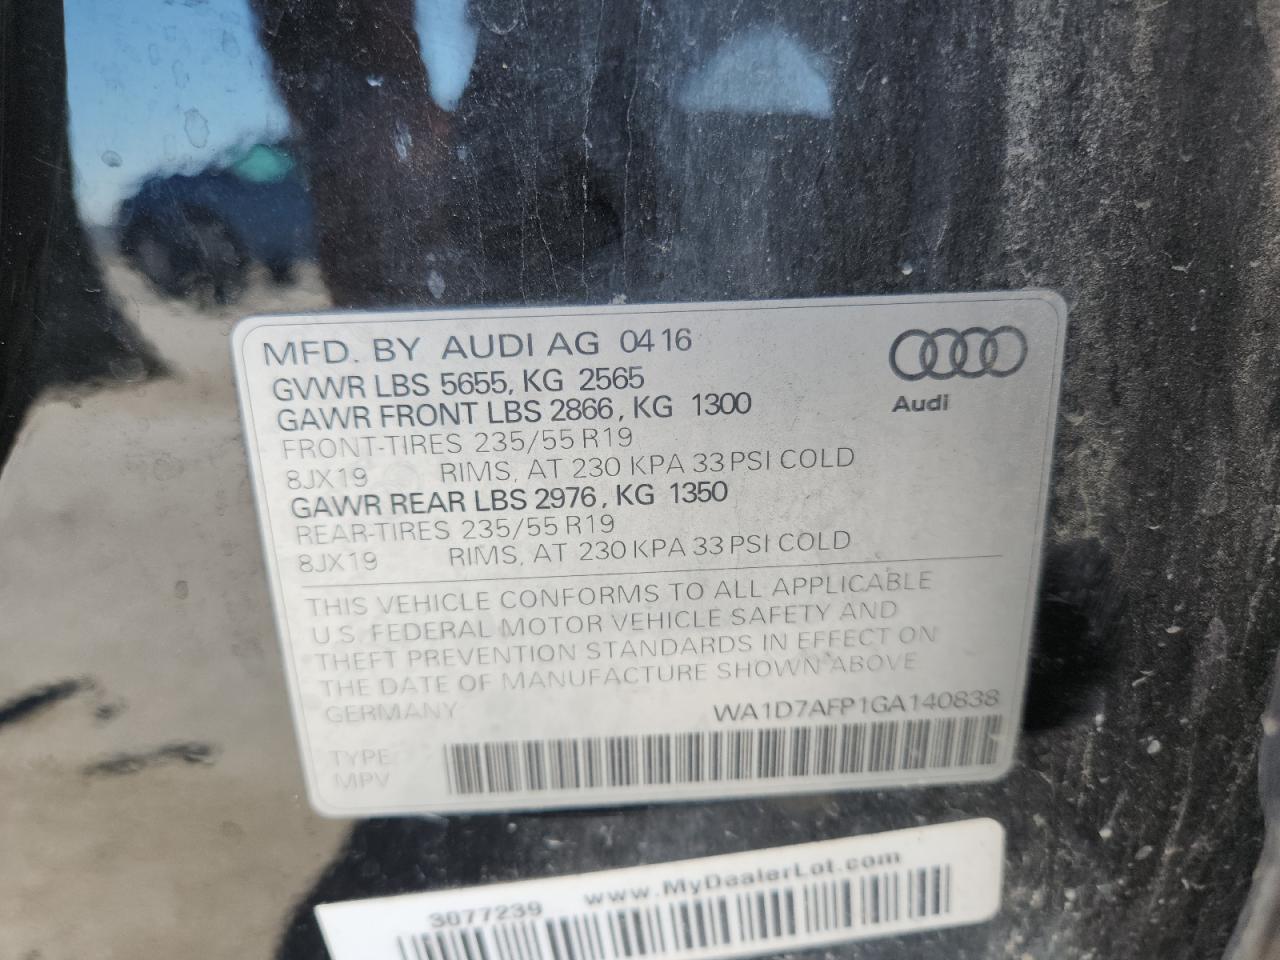 MFD. BY AUDI AG 04 16
GVWR LBS 5655, KG 2565
GAWR FRONT LBS 2866, KG 1300
FRONT-TIRES 235/55 R19
8JX19 RIMS, AT 230 KPA 33 PSI COLD
GAWR REAR LBS 2976, KG 1350
REAR-TIRES 235/55 R19
8JX19 RIMS, AT 230 KPA 33 PSI COLD
Audi
THIS VEHICLE CONFORMS TO ALL APPLICABLE
U.S. FEDERAL MOTOR VEHICLE SAFETY AND
THEFT PREVENTION STANDARDS IN EFFECT ON
THE DATE OF MANUFACTURE SHOWN ABOVE
GERMANY WA1D7AFP1GA140838
TYPE
MPV
3077239 www.MyDealerLot.com